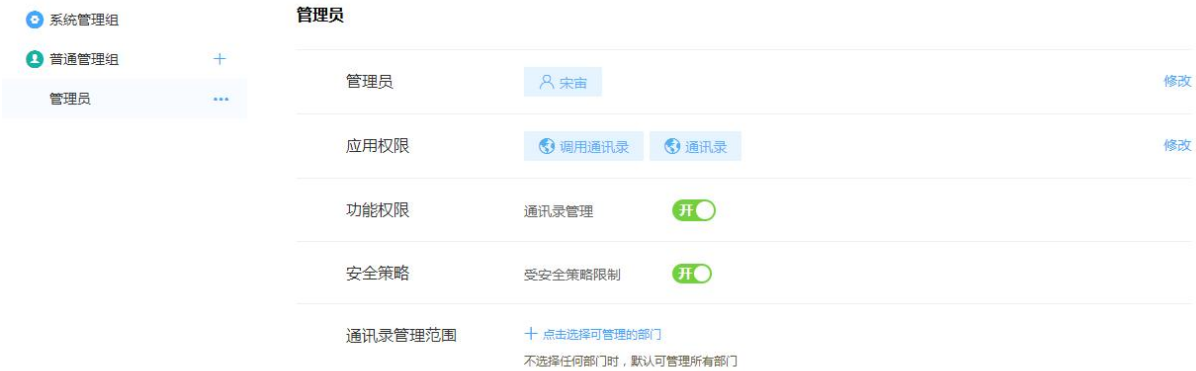 系统管理组
普通管理组
管理员
管理员
管理员 宋宙 修改
应用权限 调用通讯录 通讯录 修改
功能权限 通讯录管理 开
安全策略 受安全策略限制 开
通讯录管理范围 点击选择可管理的部门
不选择任何部门时，默认可管理所有部门